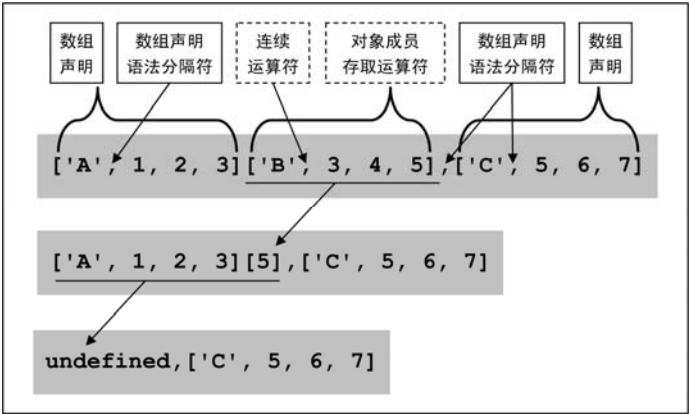 数组 数组声明 连续 对象成员 数组声明 数组
声明 语法分隔符 运算符 存取运算符 语法分隔符 声明
['A', 1, 2, 3]['B', 3, 4, 5],['C', 5, 6, 7]
['A', 1, 2, 3][5],['C', 5, 6, 7]
undefined,['C', 5, 6, 7]